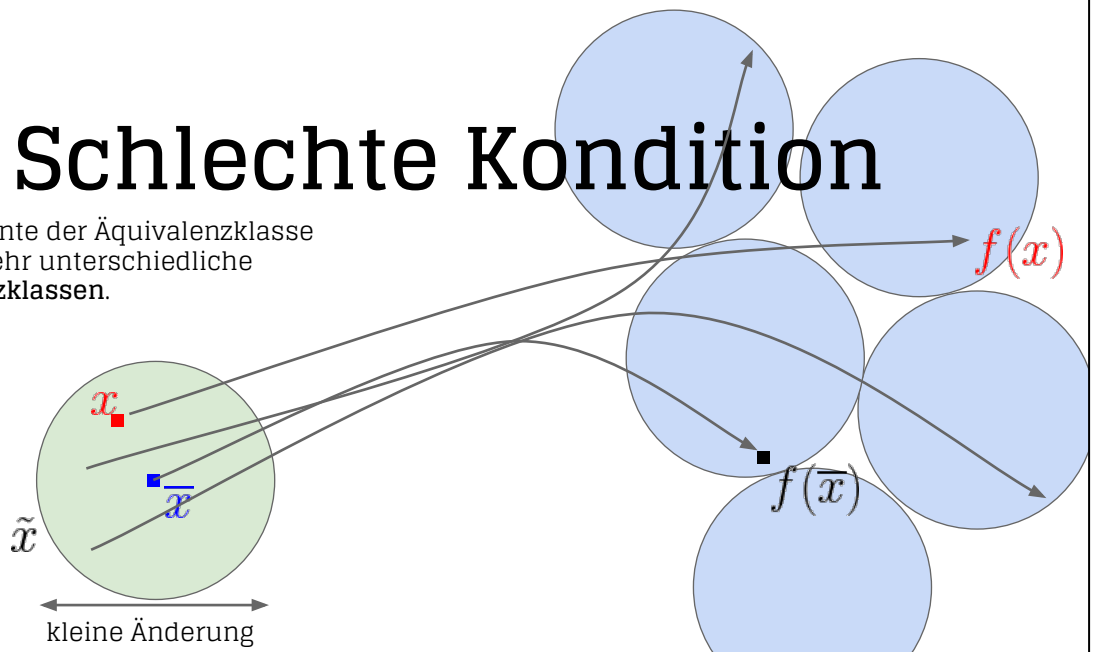 Schlechte Kondition
nte der Äquivalenzklasse
ehr unterschiedliche
zklassen.
f(x)
x
x̅
f(x̅)
x̃
kleine Änderung